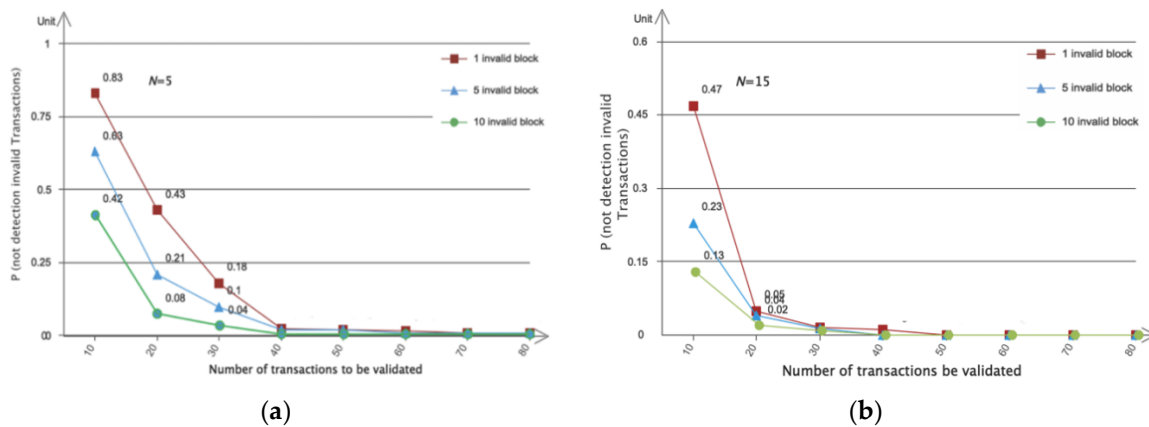 Unit
1
0.75
0.5
0.25
00
P (not detection invalid Transactions)
N=5
1 invalid block
5 invalid block
10 invalid block
0.83
0.63
0.42
0.43
0.21
0.08
0.18
0.1
0.04
10 20 30 40 50 60 70 80
Number of transactions to be validated
(a)
Unit
0.6
0.45
0.3
0.15
0
P (not detection invalid
Transactions)
N=15
1 invalid block
5 invalid block
10 invalid block
0.47
0.23
0.13
0.05
0.04
0.02
10 20 30 40 50 60 70 80
Number of transactions be validated
(b)